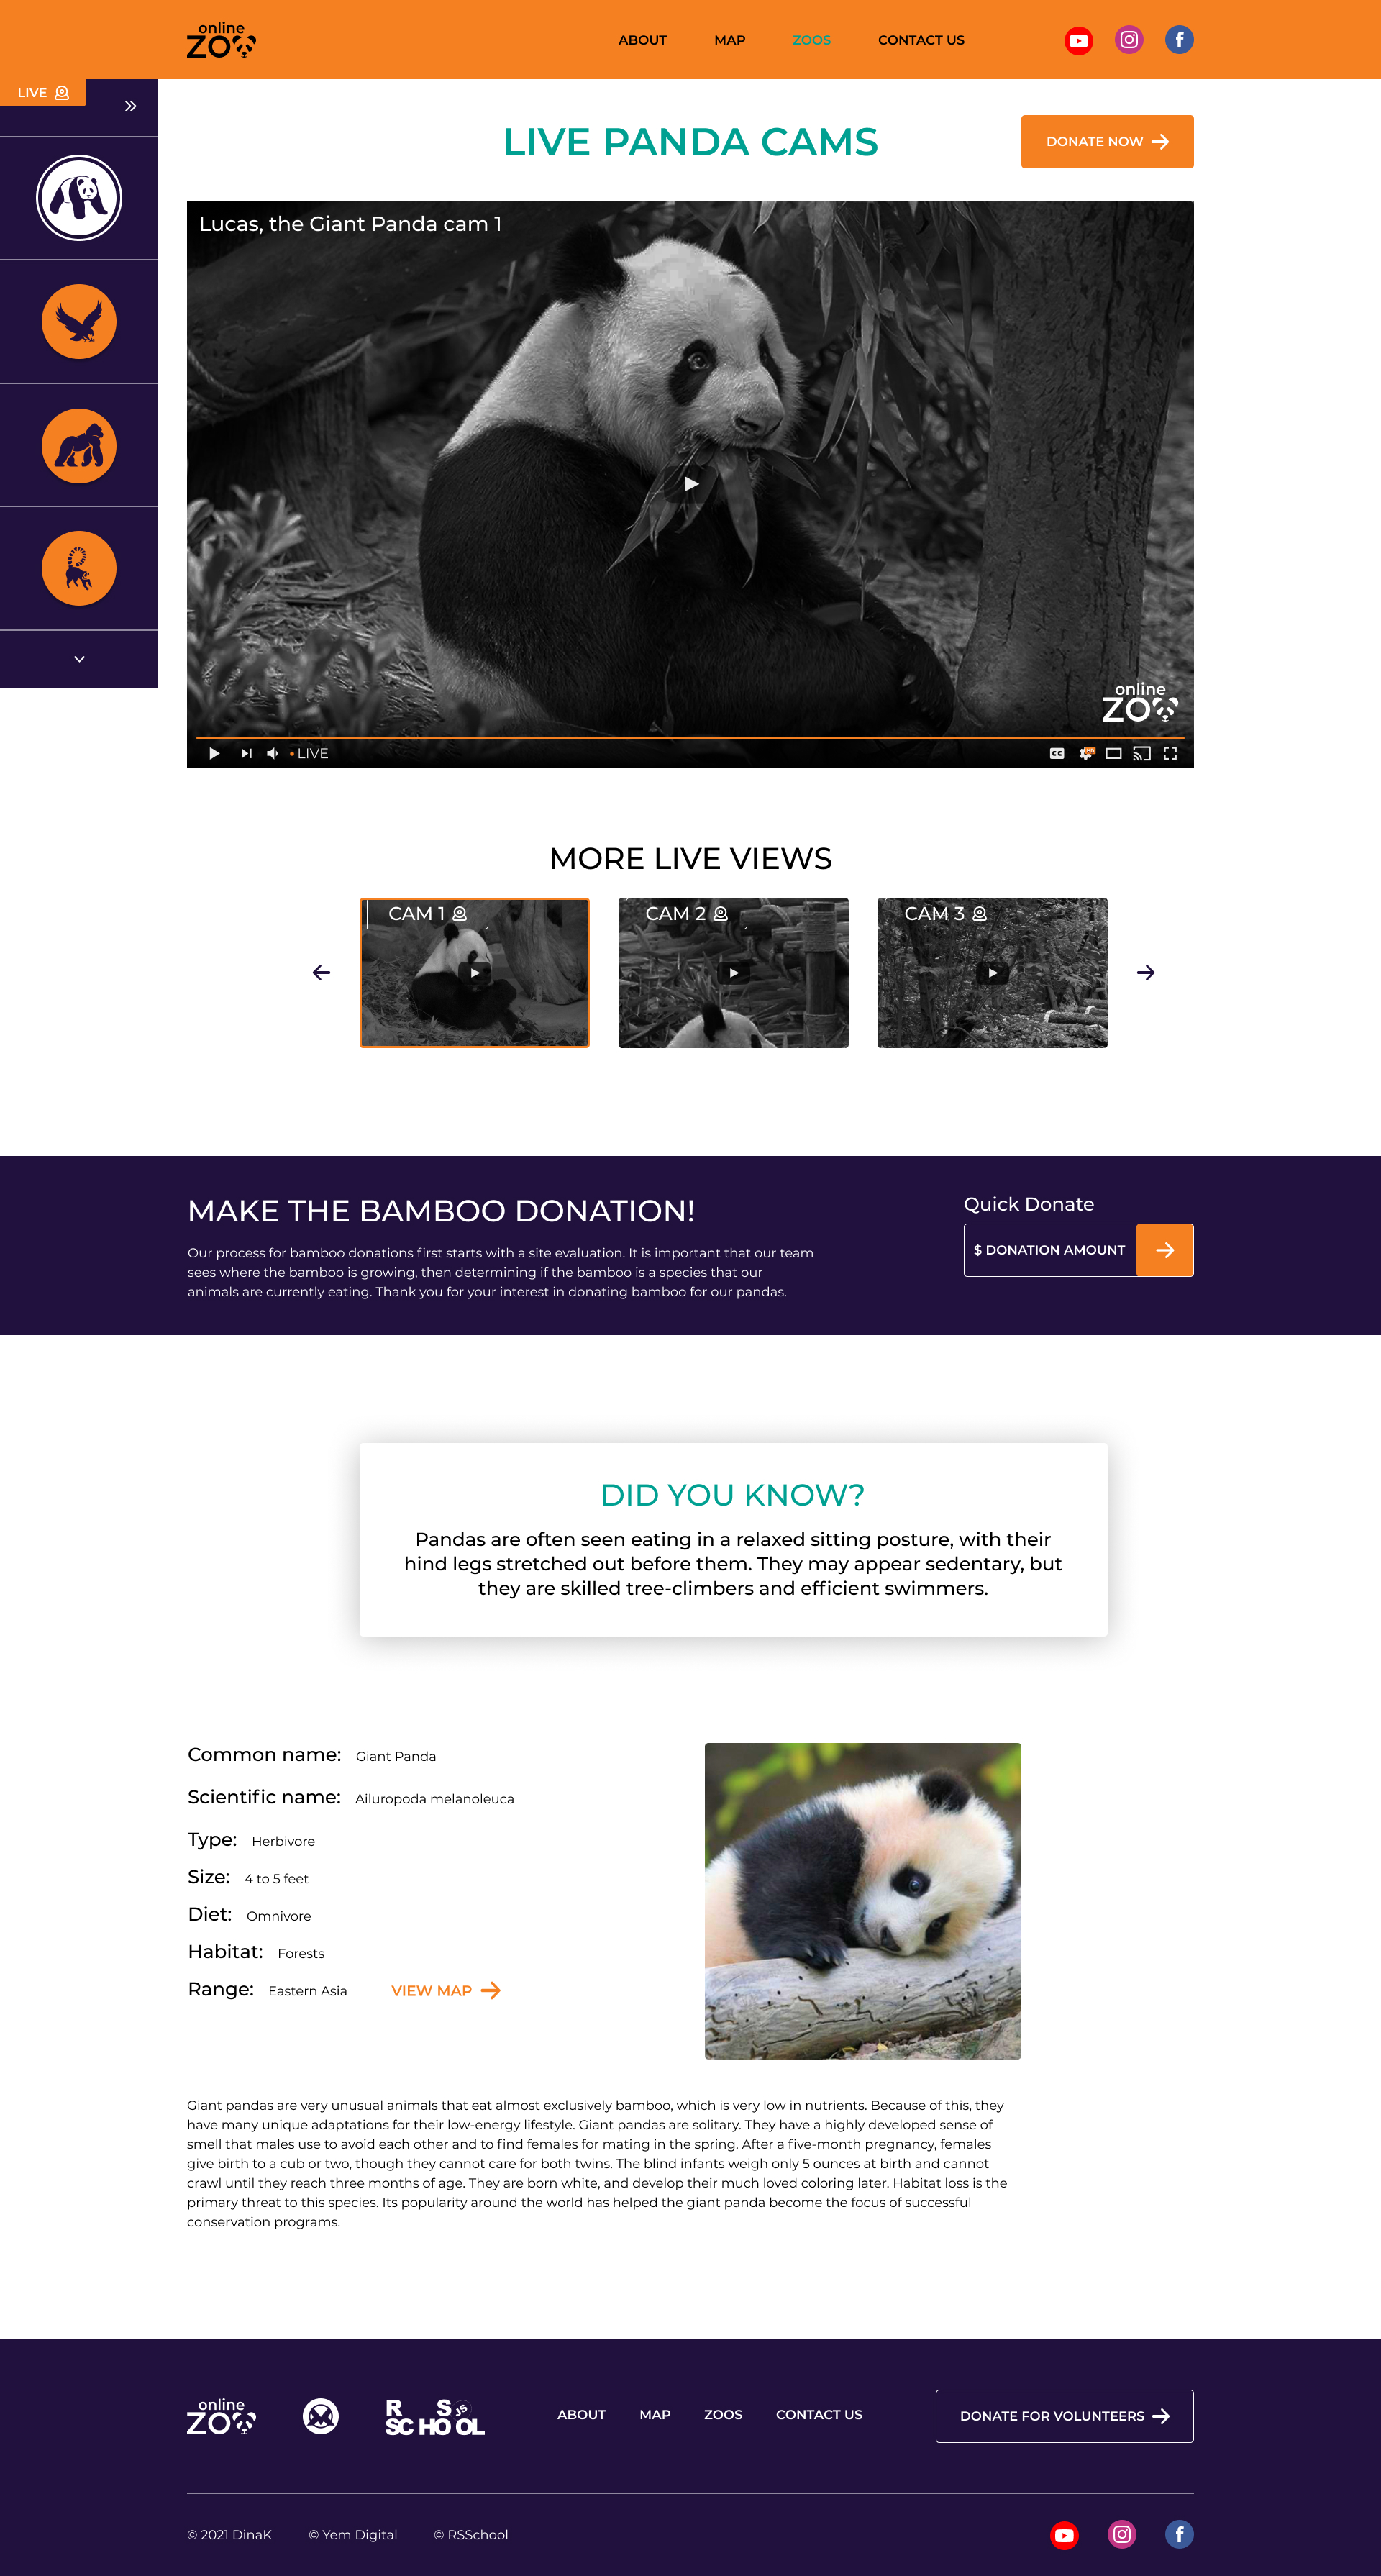 online
ZOO
ABOUT
MAP
ZOOS
CONTACT US
LIVE
LIVE PANDA CAMS
DONATE NOW
Lucas, the Giant Panda cam 1
online
ZOO
LIVE
CC
MORE LIVE VIEWS
CAM 1
CAM 2
CAM 3
MAKE THE BAMBOO DONATION!
Our process for bamboo donations first starts with a site evaluation. It is important that our team
sees where the bamboo is growing, then determining if the bamboo is a species that our
animals are currently eating. Thank you for your interest in donating bamboo for our pandas.
Quick Donate
$ DONATION AMOUNT
DID YOU KNOW?
Pandas are often seen eating in a relaxed sitting posture, with their
hind legs stretched out before them. They may appear sedentary, but
they are skilled tree-climbers and efficient swimmers.
Common name: Giant Panda
Scientific name: Ailuropoda melanoleuca
Type: Herbivore
Size: 4 to 5 feet
Diet: Omnivore
Habitat: Forests
Range: Eastern Asia VIEW MAP
Giant pandas are very unusual animals that eat almost exclusively bamboo, which is very low in nutrients. Because of this, they
have many unique adaptations for their low-energy lifestyle. Giant pandas are solitary. They have a highly developed sense of
smell that males use to avoid each other and to find females for mating in the spring. After a five-month pregnancy, females
give birth to a cub or two, though they cannot care for both twins. The blind infants weigh only 5 ounces at birth and cannot
crawl until they reach three months of age. They are born white, and develop their much loved coloring later. Habitat loss is the
primary threat to this species. Its popularity around the world has helped the giant panda become the focus of successful
conservation programs.
online
ZOO
RS
SCHOOL
ABOUT
MAP
ZOOS
CONTACT US
DONATE FOR VOLUNTEERS
© 2021 DinaK
© Yem Digital
© RSSchool